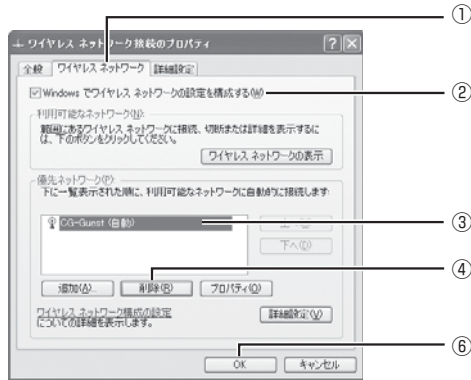 ①
ワイヤレス ネットワーク接続のプロパティ
全般 ワイヤレス ネットワーク 詳細設定
Windows でワイヤレス ネットワークの設定を構成する(W) ②
利用可能なネットワーク(N):
範囲にあるワイヤレス ネットワークに接続、切断または詳細を表示するに
は、下のボタンをクリックしてください。
ワイヤレス ネットワークの表示
優先ネットワーク(P):
下に一覧表示された順に、利用可能なネットワークに自動的に接続します
CG-Guest (自動) ③
下へ(D)
④
追加(A)... 削除(R) プロパティ(O)
ワイヤレス ネットワーク構成の設定
についての詳細を表示します。
詳細設定(V)
⑥
OK キャンセル